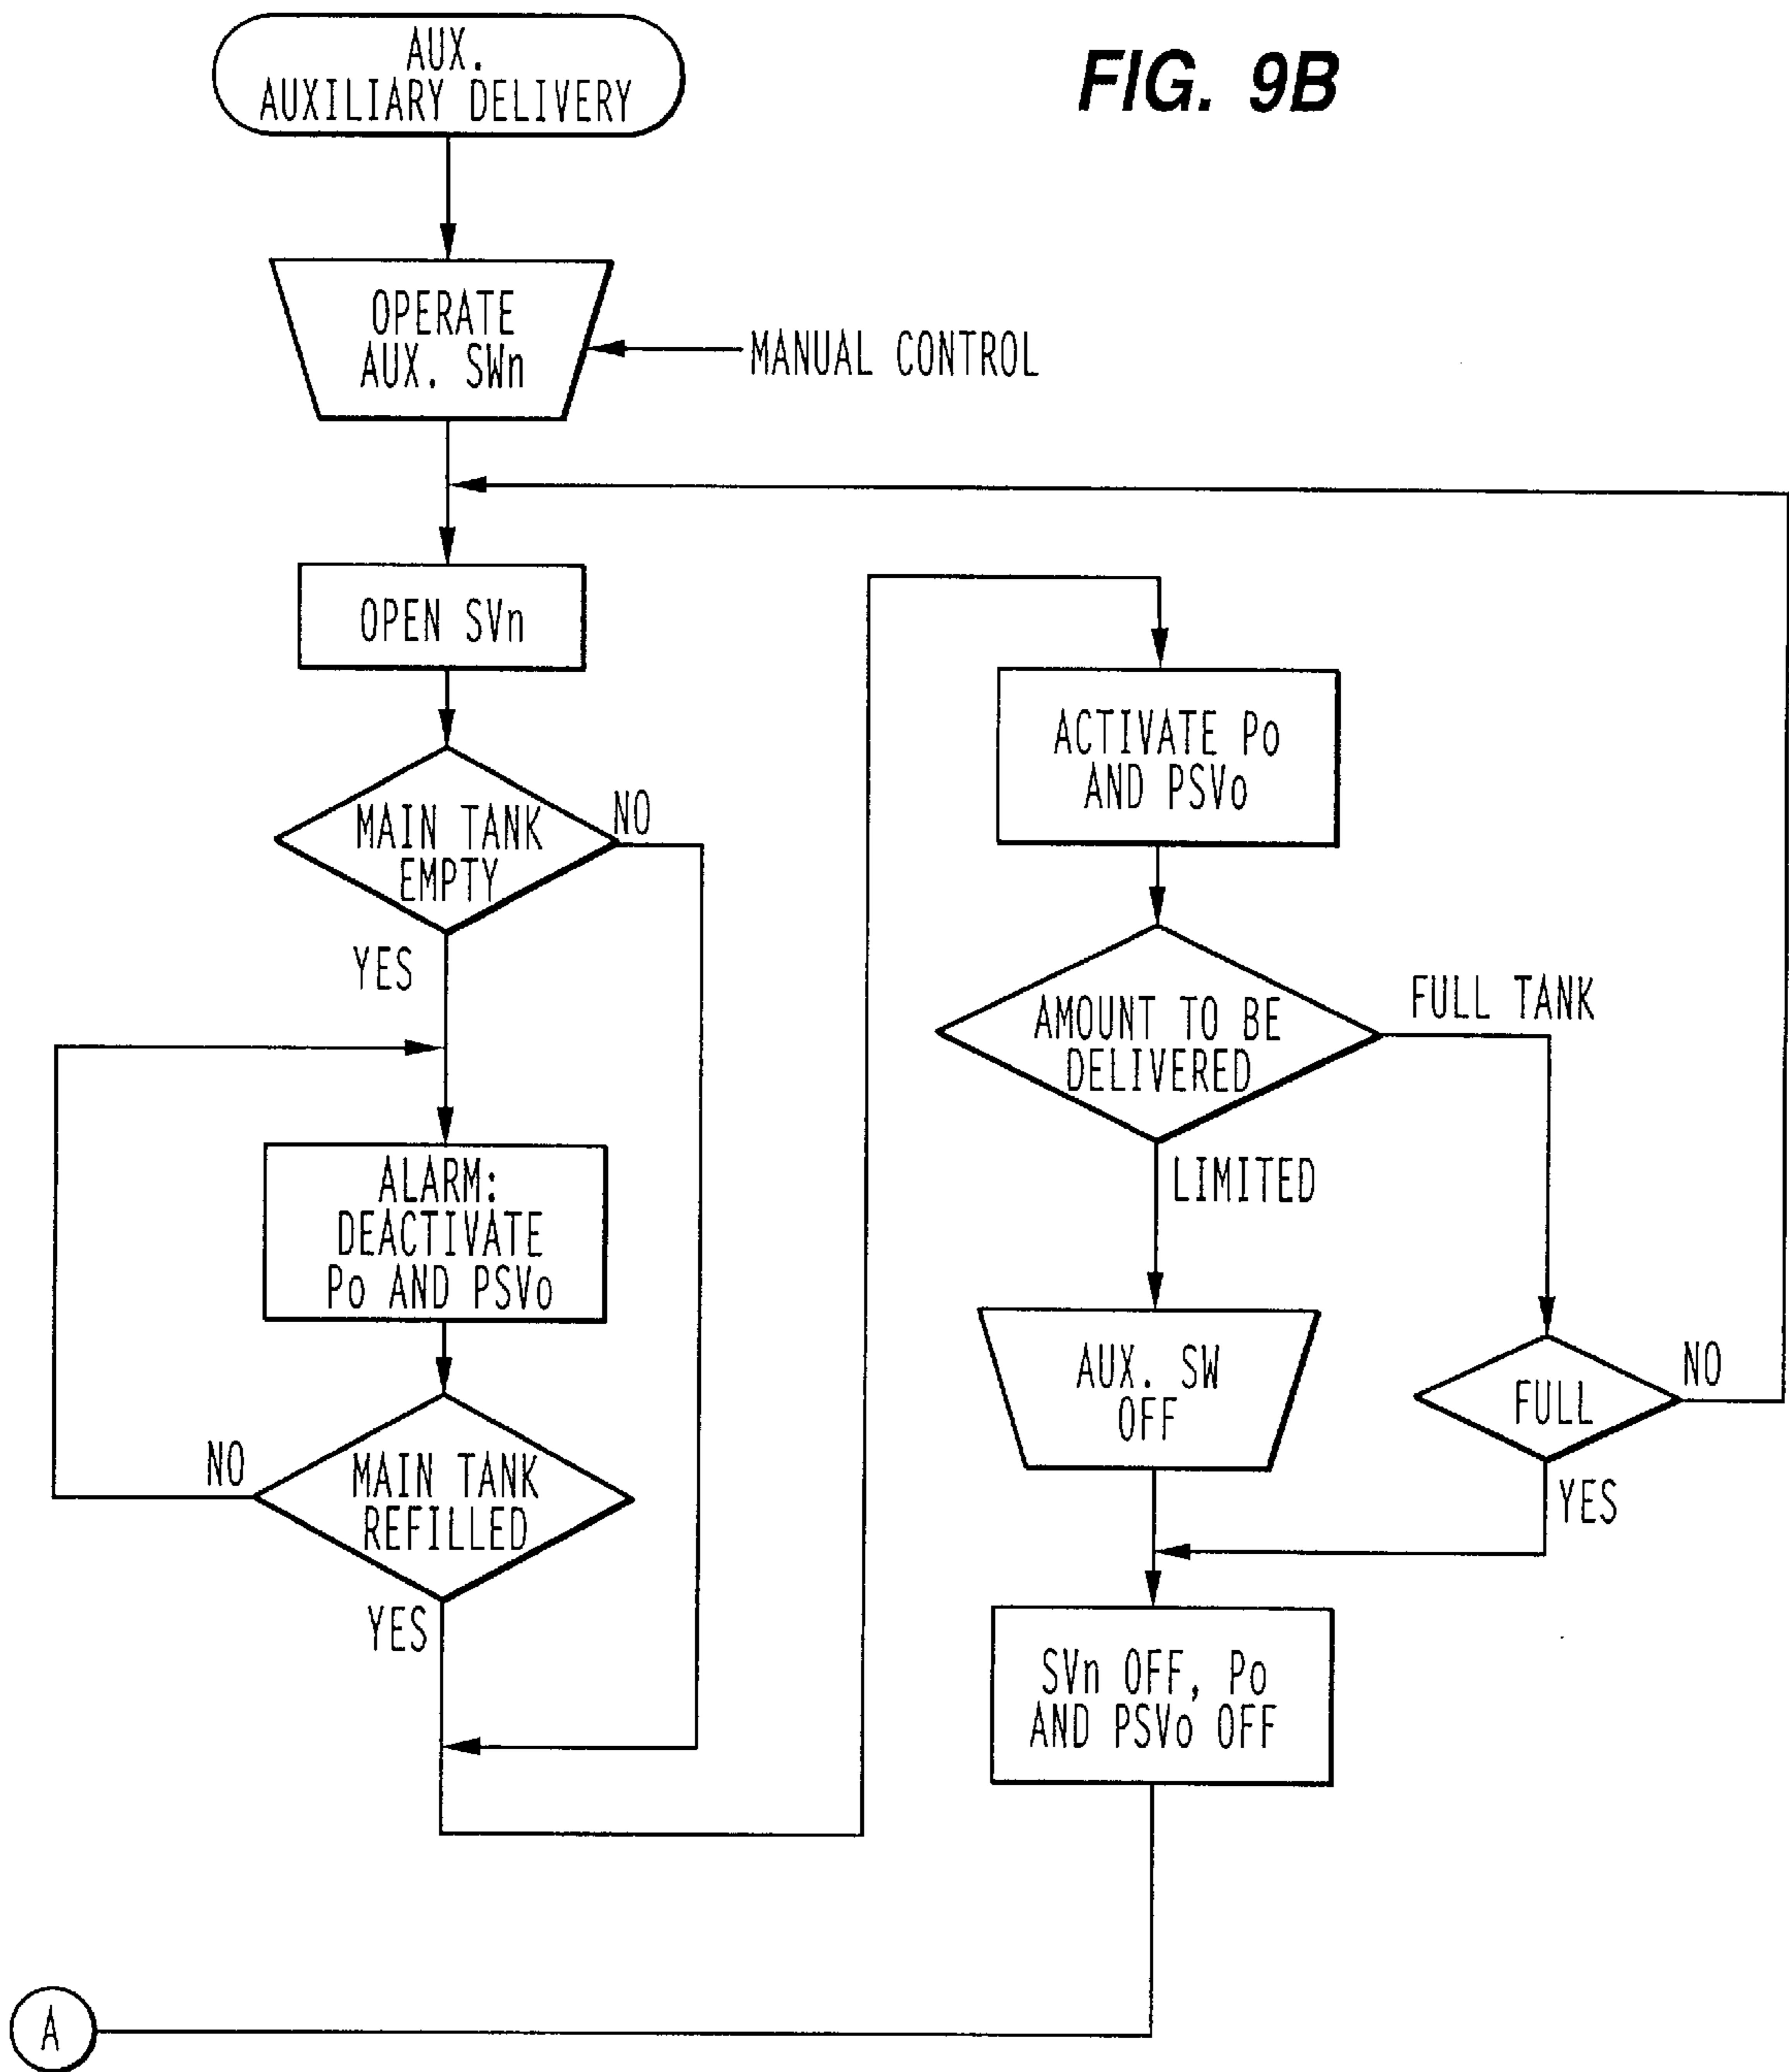 FIG. 9B
AUX.
AUXILIARY DELIVERY
OPERATE
AUX. SWn
MANUAL CONTROL
OPEN SVn
MAIN TANK
EMPTY
NO
YES
ALARM:
DEACTIVATE
Po AND PSVo
MAIN TANK
REFILLED
NO
YES
ACTIVATE Po
AND PSVo
AMOUNT TO BE
DELIVERED
FULL TANK
LIMITED
AUX. SW
OFF
FULL
NO
YES
SVn OFF, Po
AND PSVo OFF
A